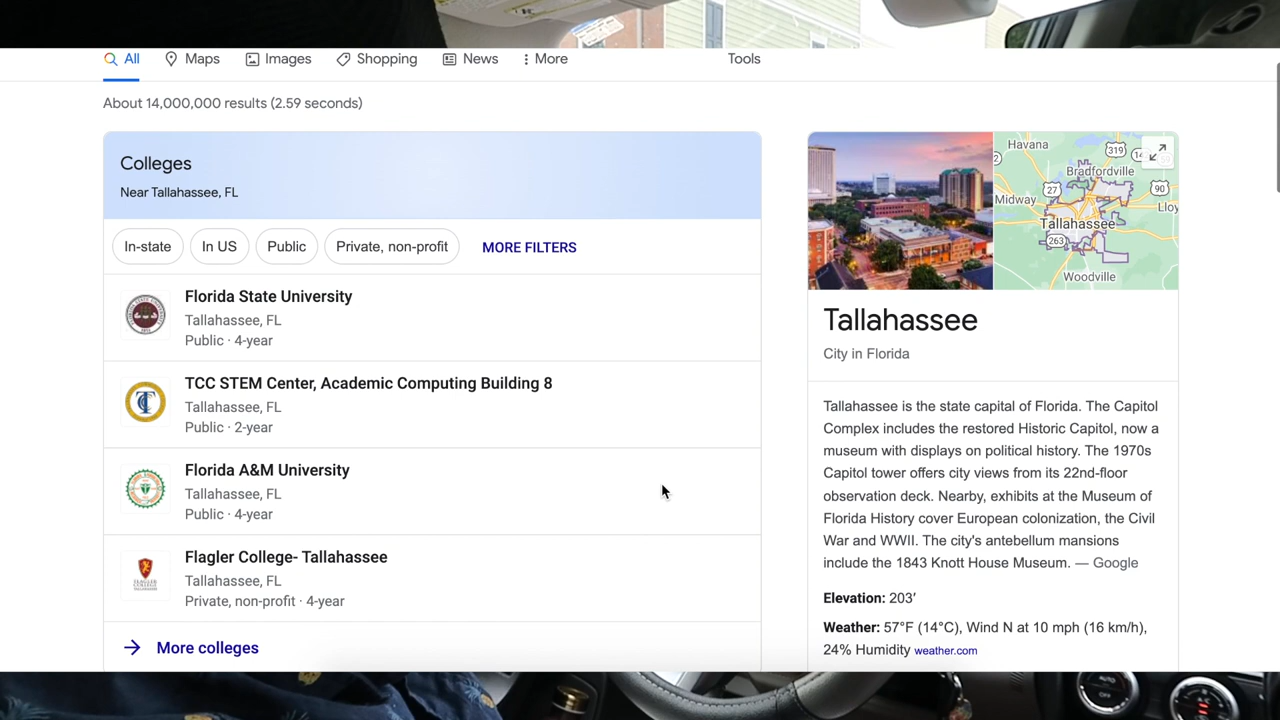 All
Maps
Images
Shopping
News
More
Tools
About 14,000,000 results (2.59 seconds)
Colleges
Near Tallahassee, FL
In-state
In US
Public
Private, non-profit
MORE FILTERS
Florida State University
Tallahassee, FL
Public · 4-year
TCC STEM Center, Academic Computing Building 8
Tallahassee, FL
Public · 2-year
Florida A&M University
Tallahassee, FL
Public · 4-year
Flagler College- Tallahassee
Tallahassee, FL
Private, non-profit · 4-year
More colleges
Havana
319
Bradfordville
27
90
Midway
Lloy
Tallahassee
263
Woodville
Tallahassee
City in Florida
Tallahassee is the state capital of Florida. The Capitol
Complex includes the restored Historic Capitol, now a
museum with displays on political history. The 1970s
Capitol tower offers city views from its 22nd-floor
observation deck. Nearby, exhibits at the Museum of
Florida History cover European colonization, the Civil
War and WWII. The city's antebellum mansions
include the 1843 Knott House Museum. — Google
Elevation: 203′
Weather: 57°F (14°C), Wind N at 10 mph (16 km/h),
24% Humidity weather.com
AUTO
OFF